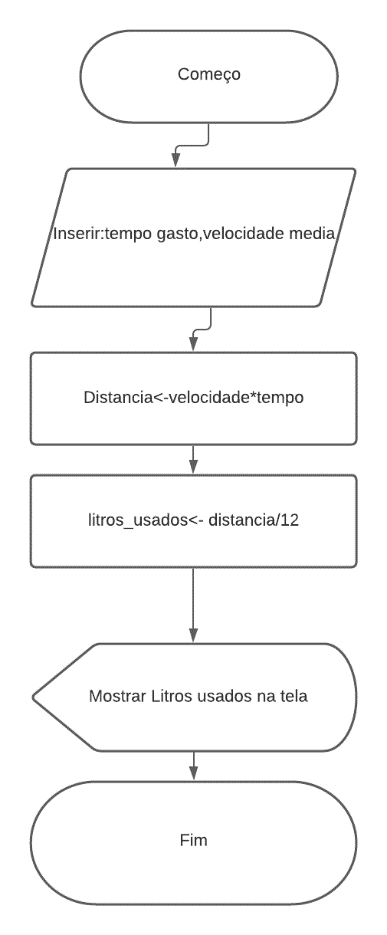 Começo
Inserir:tempo gasto,velocidade media
Distancia<-velocidade*tempo
litros_usados<- distancia/12
Mostrar Litros usados na tela
Fim